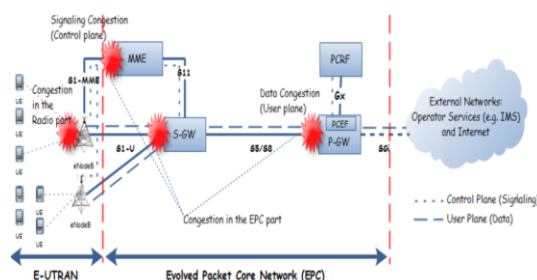 Signaling Congestion
(Control plane)
MME
PCRF
Congestion
in the
Radio part
S1-MME
S11
Data Congestion
(User plane)
Gx
External Networks:
Operator Services (e.g. IMS)
and Internet
UE
UE
UE
UE
eNodeB
S1-U
S-GW
S5/S8
PCEF
P-GW
SGi
UE
UE
UE
UE
UE
eNodeB
Congestion in the EPC part
Control Plane (Signaling)
User Plane (Data)
E-UTRAN
Evolved Packet Core Network (EPC)